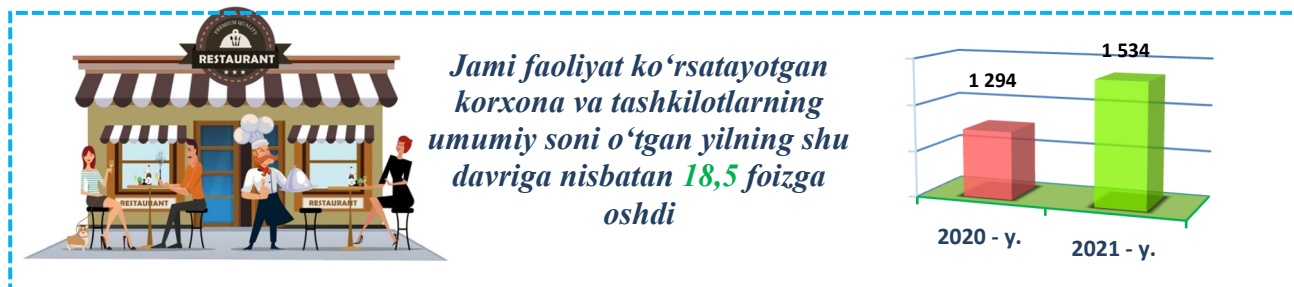 PREMIUM QUALITY
RESTAURANT
RESTAURANT
RESTAURANT
Jami faoliyat ko‘rsatayotgan
korxona va tashkilotlarning
umumiy soni o‘tgan yilning shu
davriga nisbatan 18,5 foizga
oshdi
1 294
1 534
2020 - y.
2021 - y.